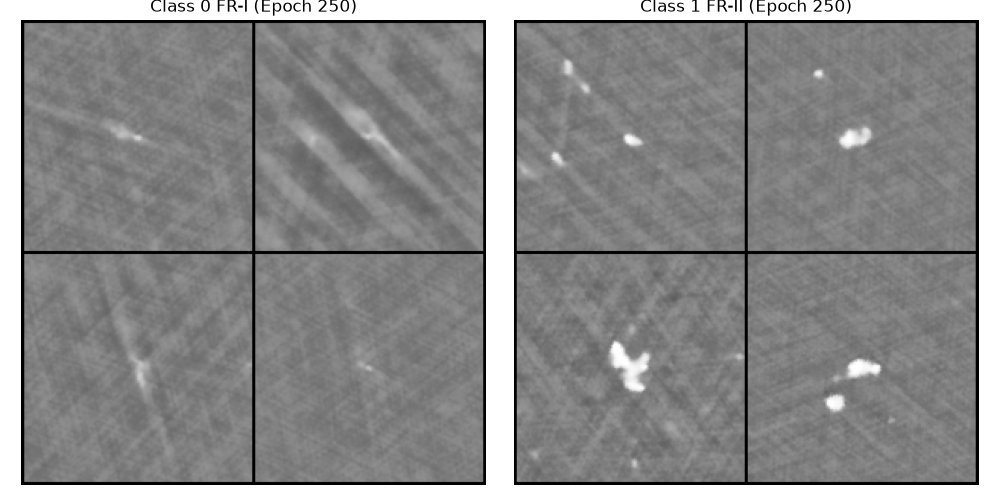 Class 0 FR-I (Epoch 250)
Class 1 FR-II (Epoch 250)